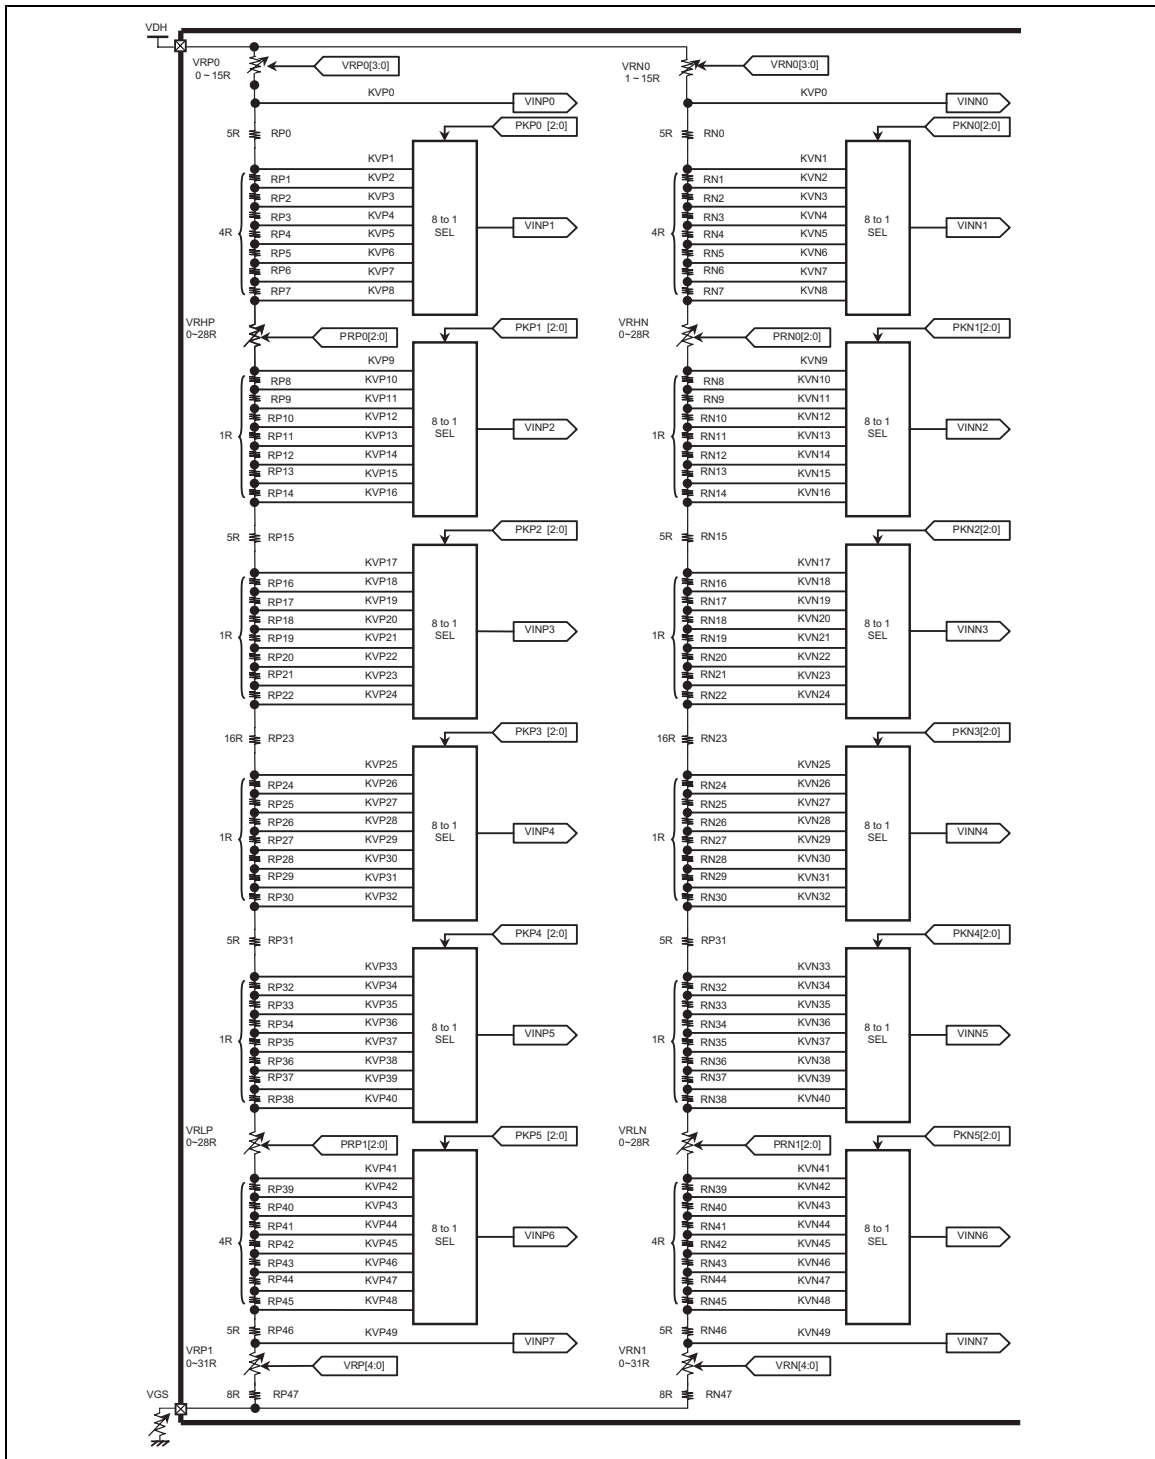 VDH
VRP0
0 ~ 15R
VRP0[3:0]
KVP0
VINP0
5R
RP0
PKP0 [2:0]
KVP1
RP1
KVP2
RP2
KVP3
RP3
KVP4
4R
RP4
KVP5
RP5
KVP6
RP6
KVP7
RP7
KVP8
8 to 1
SEL
VINP1
VRHP
0~28R
PRP0[2:0]
PKP1 [2:0]
KVP9
RP8
KVP10
RP9
KVP11
RP10
KVP12
1R
RP11
KVP13
RP12
KVP14
RP13
KVP15
RP14
KVP16
8 to 1
SEL
VINP2
5R
RP15
PKP2 [2:0]
KVP17
RP16
KVP18
RP17
KVP19
RP18
KVP20
1R
RP19
KVP21
RP20
KVP22
RP21
KVP23
RP22
KVP24
8 to 1
SEL
VINP3
16R
RP23
PKP3 [2:0]
KVP25
RP24
KVP26
RP25
KVP27
RP26
KVP28
1R
RP27
KVP29
RP28
KVP30
RP29
KVP31
RP30
KVP32
8 to 1
SEL
VINP4
5R
RP31
PKP4 [2:0]
KVP33
RP32
KVP34
RP33
KVP35
RP34
KVP36
1R
RP35
KVP37
RP36
KVP38
RP37
KVP39
RP38
KVP40
8 to 1
SEL
VINP5
VRLP
0~28R
PRP1[2:0]
PKP5 [2:0]
KVP41
RP39
KVP42
RP40
KVP43
RP41
KVP44
4R
RP42
KVP45
RP43
KVP46
RP44
KVP47
RP45
KVP48
8 to 1
SEL
VINP6
5R
RP46
KVP49
VINP7
VRP1
0~31R
VRP[4:0]
VGS
8R
RP47
VRN0
1 ~ 15R
VRN0[3:0]
KVP0
VINN0
5R
RN0
PKN0[2:0]
KVN1
RN1
KVN2
RN2
KVN3
RN3
KVN4
4R
RN4
KVN5
RN5
KVN6
RN6
KVN7
RN7
KVN8
8 to 1
SEL
VINN1
VRHN
0~28R
PRN0[2:0]
PKN1[2:0]
KVN9
RN8
KVN10
RN9
KVN11
RN10
KVN12
1R
RN11
KVN13
RN12
KVN14
RN13
KVN15
RN14
KVN16
8 to 1
SEL
VINN2
5R
RN15
PKN2[2:0]
KVN17
RN16
KVN18
RN17
KVN19
RN18
KVN20
1R
RN19
KVN21
RN20
KVN22
RN21
KVN23
RN22
KVN24
8 to 1
SEL
VINN3
16R
RN23
PKN3[2:0]
KVN25
RN24
KVN26
RN25
KVN27
RN26
KVN28
1R
RN27
KVN29
RN28
KVN30
RN29
KVN31
RN30
KVN32
8 to 1
SEL
VINN4
5R
RP31
PKN4[2:0]
KVN33
RN32
KVN34
RN33
KVN35
RN34
KVN36
1R
RN35
KVN37
RN36
KVN38
RN37
KVN39
RN38
KVN40
8 to 1
SEL
VINN5
VRLN
0~28R
PRN1[2:0]
PKN5[2:0]
KVN41
RN39
KVN42
RN40
KVN43
RN41
KVN44
4R
RN42
KVN45
RN43
KVN46
RN44
KVN47
RN45
KVN48
8 to 1
SEL
VINN6
5R
RN46
KVN49
VINN7
VRN1
0~31R
VRN[4:0]
8R
RN47